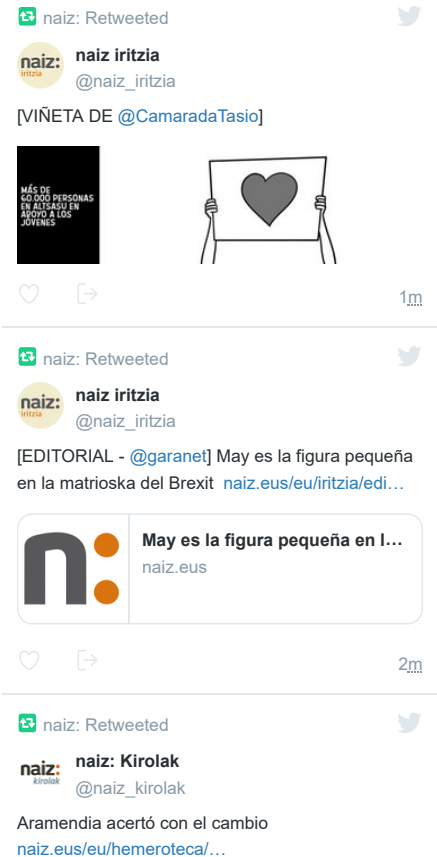 naiz: Retweeted
naiz:
iritzia
naiz iritzia
@naiz_iritzia
[VIÑETA DE @CamaradaTasio]
MÁS DE
60.000 PERSONAS
EN ALTSASU EN
APOYO A LOS
JÓVENES
1m
naiz: Retweeted
naiz:
iritzia
naiz iritzia
@naiz_iritzia
[EDITORIAL - @garanet] May es la figura pequeña
en la matrioska del Brexit naiz.eus/eu/iritzia/edi…
n:
May es la figura pequeña en l…
naiz.eus
2m
naiz: Retweeted
naiz:
kirolak
naiz: Kirolak
@naiz_kirolak
Aramendia acertó con el cambio
naiz.eus/eu/hemeroteca/…